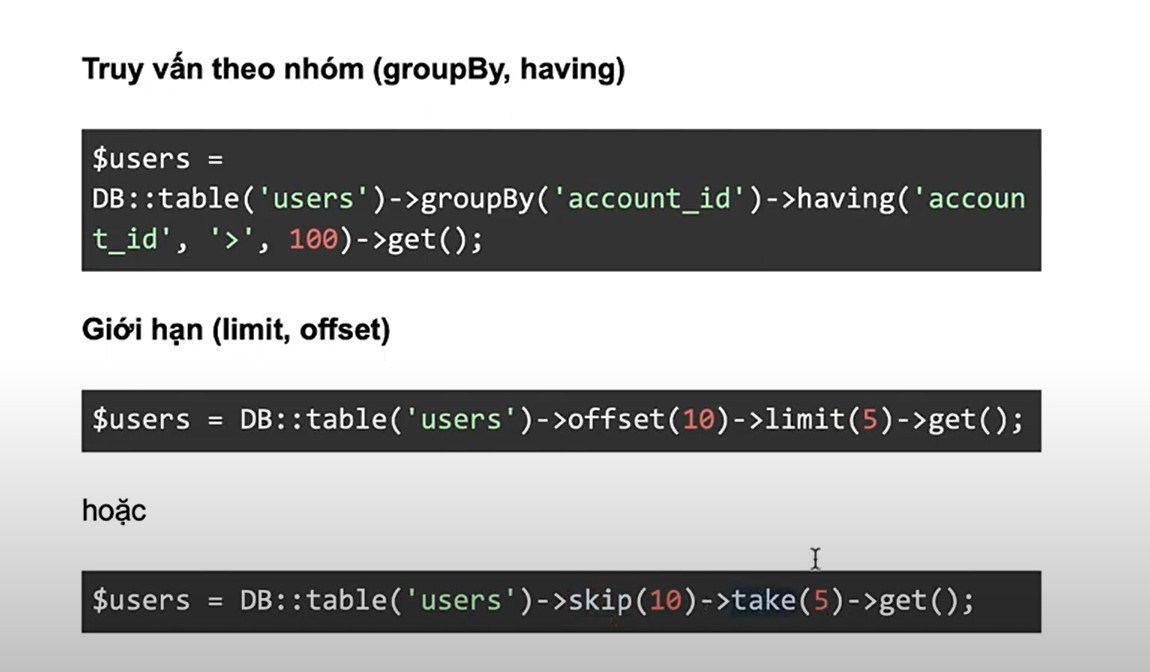 Truy vấn theo nhóm (groupBy, having)
$users =
DB::table('users')->groupBy('account_id')->having('accoun
t_id', '>', 100)->get();
Giới hạn (limit, offset)
$users = DB::table('users')->offset(10)->limit(5)->get();
hoặc
$users = DB::table('users')->skip(10)->take(5)->get();